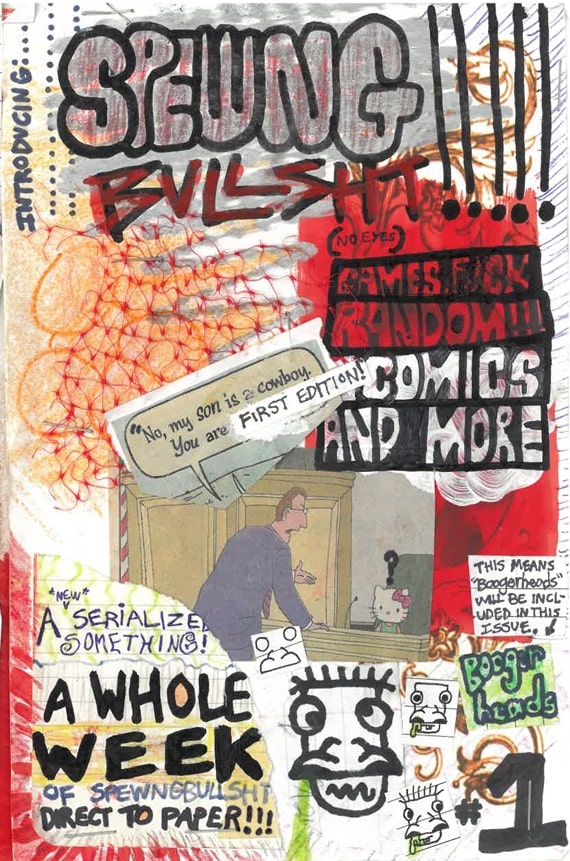 INTRODUCING:
SPEWNG
BULLSHT!!!!!
(NO EYES)
GAMES, FUCK
RANDOM!!!
COMICS
AND MORE
"No, my son is a cowboy.
You are FIRST EDITION!
?
THIS MEANS
"Boogerheads"
WILL BE INCL-
UDED IN THIS
ISSUE.
*NEW*
A SERIALIZED
SOMETHING!
Booger
heads
A WHOLE
WEEK
OF SPEWNGBULLSHT
DIRECT TO PAPER!!!
#1